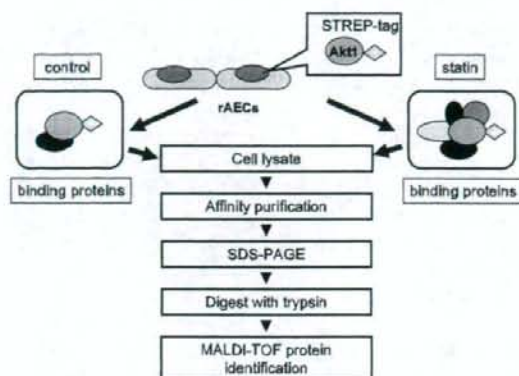 STREP-tag
Akt1
control
statin
rAECs
binding proteins
binding proteins
Cell lysate
Affinity purification
SDS-PAGE
Digest with trypsin
MALDI-TOF protein
identification